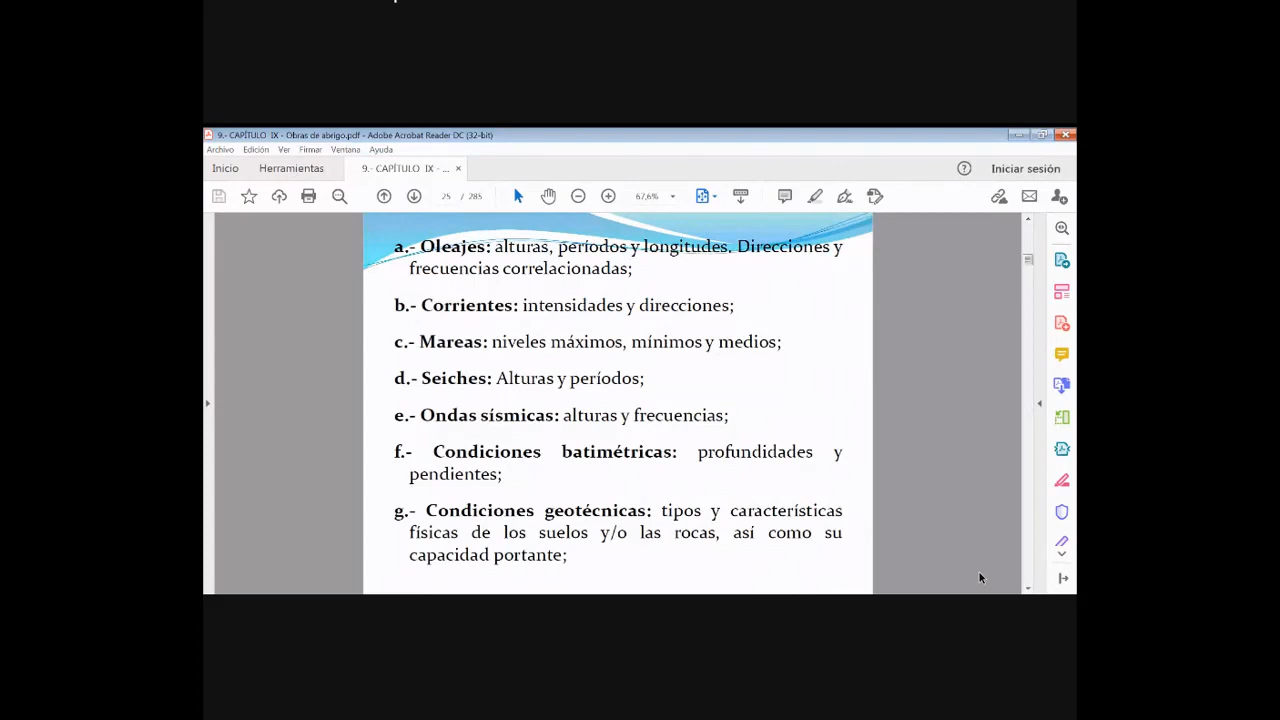 9.- CAPÍTULO IX - Obras de abrigo.pdf - Adobe Acrobat Reader DC (32-bit)
Archivo Edición Ver Firmar Ventana Ayuda
Inicio Herramientas 9.- CAPÍTULO IX - ... × Iniciar sesión
25 / 285 67,6%
a.- Oleajes: alturas, períodos y longitudes. Direcciones y
frecuencias correlacionadas;
b.- Corrientes: intensidades y direcciones;
c.- Mareas: niveles máximos, mínimos y medios;
d.- Seiches: Alturas y períodos;
e.- Ondas sísmicas: alturas y frecuencias;
f.- Condiciones batimétricas: profundidades y
pendientes;
g.- Condiciones geotécnicas: tipos y características
físicas de los suelos y/o las rocas, así como su
capacidad portante;